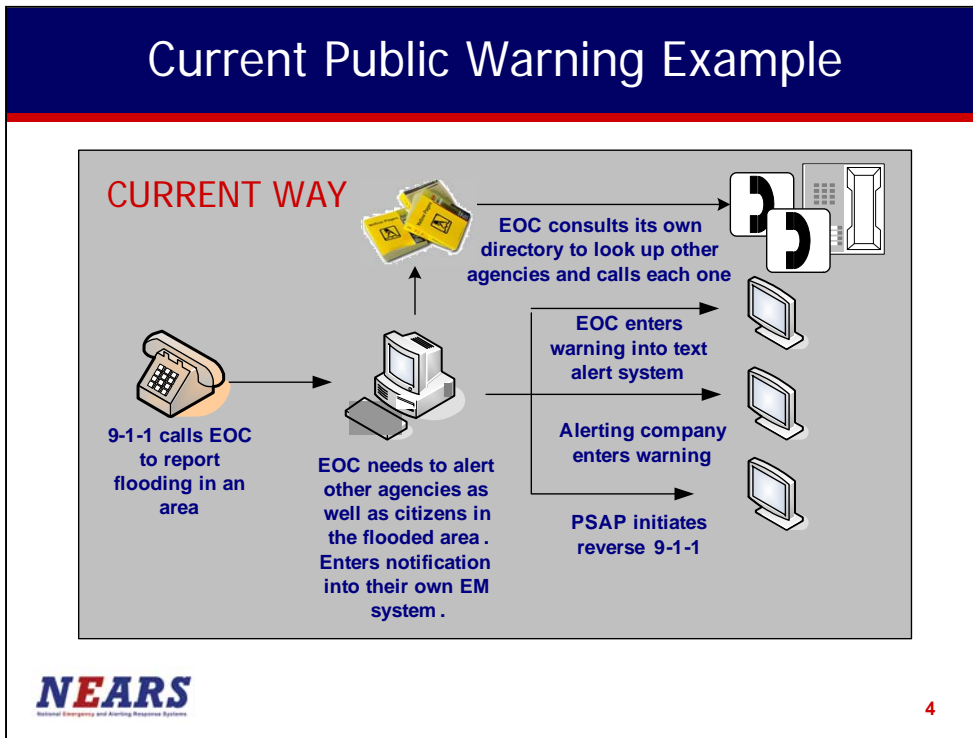 Current Public Warning Example
CURRENT WAY
EOC consults its own
directory to look up other
agencies and calls each one
EOC enters
warning into text
alert system
9-1-1 calls EOC
to report
flooding in an
area
EOC needs to alert
other agencies as
well as citizens in
the flooded area .
Enters notification
into their own EM
system .
Alerting company
enters warning
PSAP initiates
reverse 9-1-1
NEARS
National Emergency and Alerting Response Systems
4